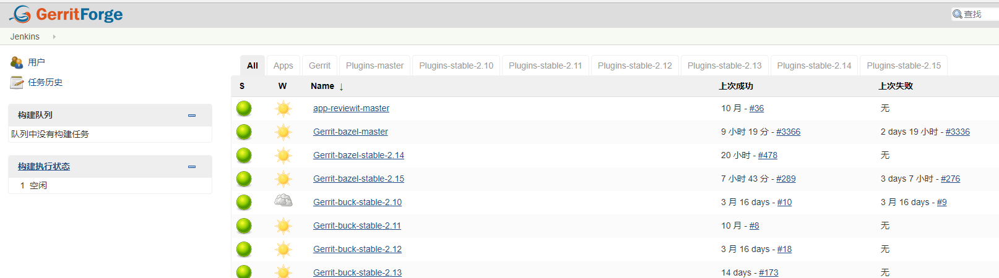 GerritForge
查找
Jenkins
用户
任务历史
构建队列
队列中没有构建任务
构建执行状态
1 空闲
All Apps Gerrit Plugins-master Plugins-stable-2.10 Plugins-stable-2.11 Plugins-stable-2.12 Plugins-stable-2.13 Plugins-stable-2.14 Plugins-stable-2.15
S W Name ↓ 上次成功 上次失败
app-reviewit-master 10 月 - #36 无
Gerrit-bazel-master 9 小时 19 分 - #3366 2 days 19 小时 - #3336
Gerrit-bazel-stable-2.14 20 小时 - #478 无
Gerrit-bazel-stable-2.15 7 小时 43 分 - #289 3 days 7 小时 - #276
Gerrit-buck-stable-2.10 3 月 16 days - #10 3 月 16 days - #9
Gerrit-buck-stable-2.11 10 月 - #8 无
Gerrit-buck-stable-2.12 3 月 16 days - #18 无
Gerrit-buck-stable-2.13 14 days - #173 无